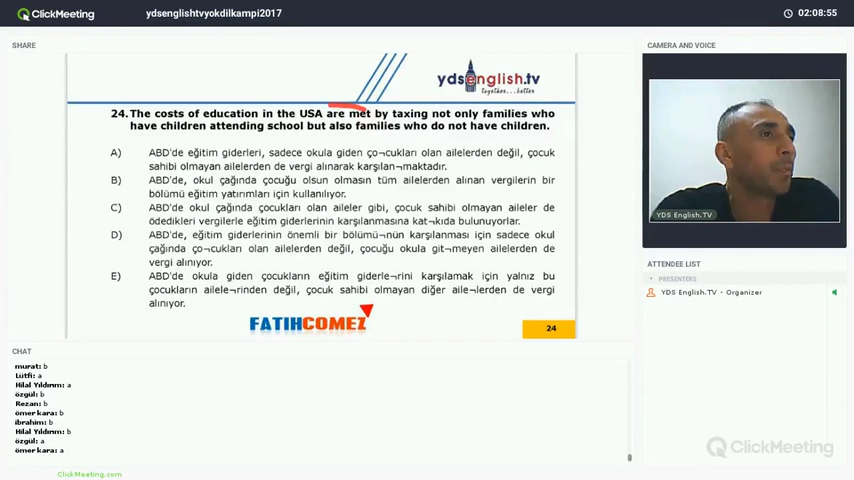 ClickMeeting
ydsenglishtvyokdilkampi2017
02:08:55
SHARE
CAMERA AND VOICE
ydsenglish.tv
together...better
24. The costs of education in the USA are met by taxing not only families who
have children attending school but also families who do not have children.
A) ABD'de eğitim giderleri, sadece okula giden ço¬cukları olan ailelerden değil, çocuk
sahibi olmayan ailelerden de vergi alınarak karşılan¬maktadır.
B) ABD'de, okul çağında çocuğu olsun olmasın tüm ailelerden alınan vergilerin bir
bölümü eğitim yatırımları için kullanılıyor.
C) ABD'de okul çağında çocukları olan aileler gibi, çocuk sahibi olmayan aileler de
ödedikleri vergilerle eğitim giderlerinin karşılanmasına kat¬kıda bulunuyorlar.
D) ABD'de, eğitim giderlerinin önemli bir bölümü¬nün karşılanması için sadece okul
çağında ço¬cukları olan ailelerden değil, çocuğu okula git¬meyen ailelerden de
vergi alınıyor.
E) ABD'de okula giden çocukların eğitim giderle¬rini karşılamak için yalnız bu
çocukların ailele¬rinden değil, çocuk sahibi olmayan diğer aile¬lerden de vergi
alınıyor.
FATIHCOMEZ
24
YDS English.TV
ATTENDEE LIST
PRESENTERS
YDS English.TV - Organizer
CHAT
murat: b
Lütfi: a
Hilal Yıldırım: a
özgül: b
Rezan: b
ömer kara: b
ibrahim: b
Hilal Yıldırım: b
özgül: a
ömer kara: a
ClickMeeting
ClickMeeting.com